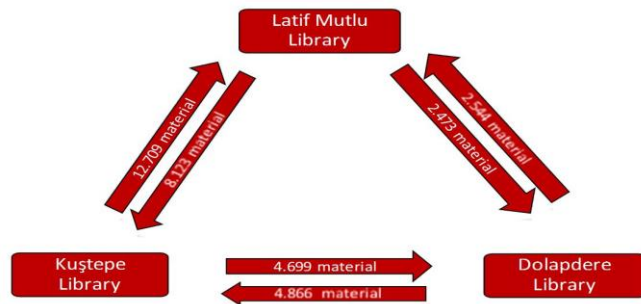 Latif Mutlu
Library
12.709 material
8.123 material
2.473 material
2.544 material
Kuştepe
Library
4.699 material
4.866 material
Dolapdere
Library